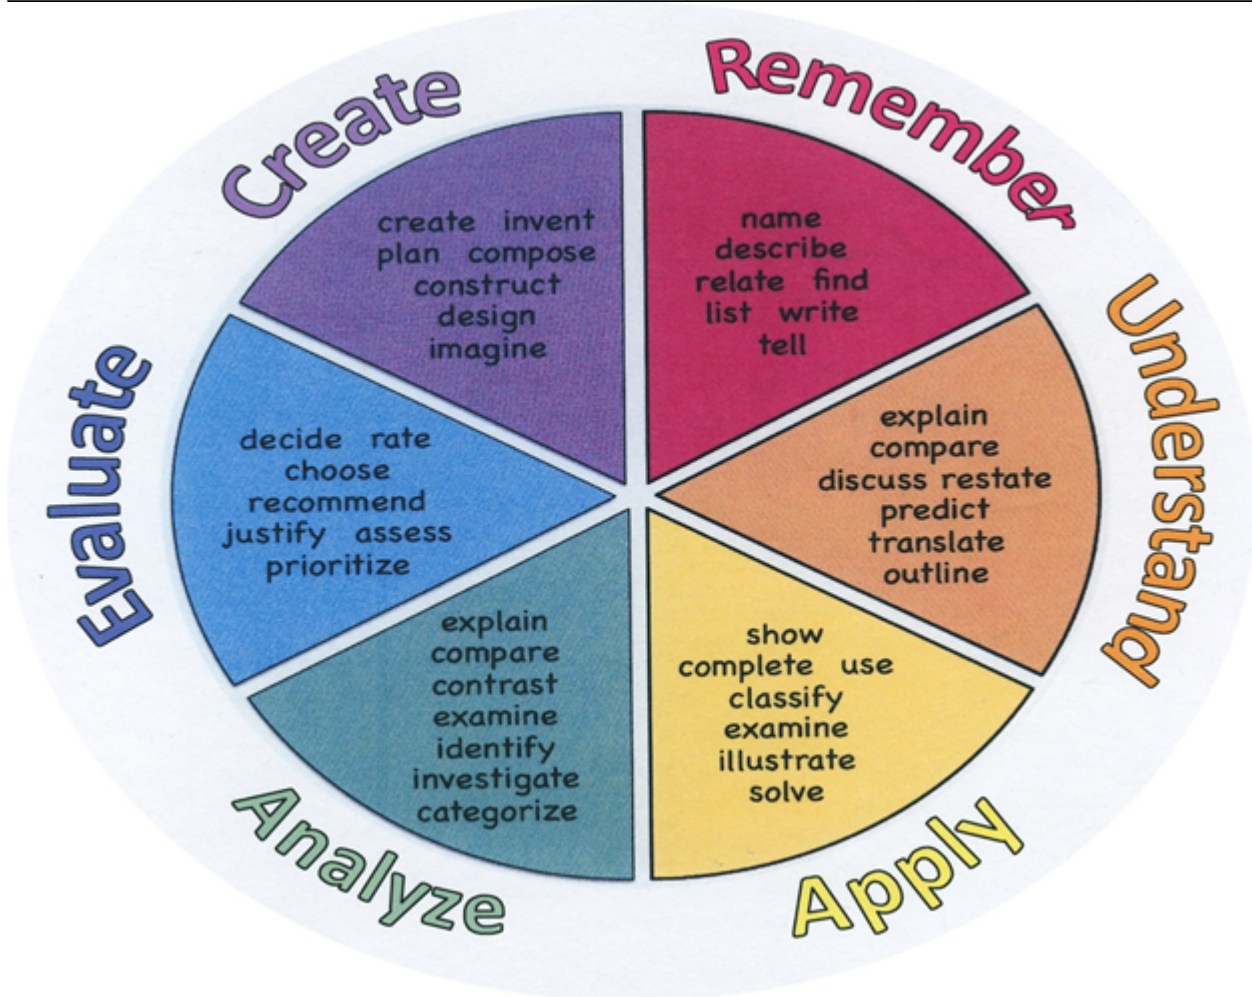 Create
create invent
plan compose
construct
design
imagine
Remember
name
describe
relate find
list write
tell
Understand
explain
compare
discuss restate
predict
translate
outline
Apply
show
complete use
classify
examine
illustrate
solve
Analyze
explain
compare
contrast
examine
identify
investigate
categorize
Evaluate
decide rate
choose
recommend
justify assess
prioritize